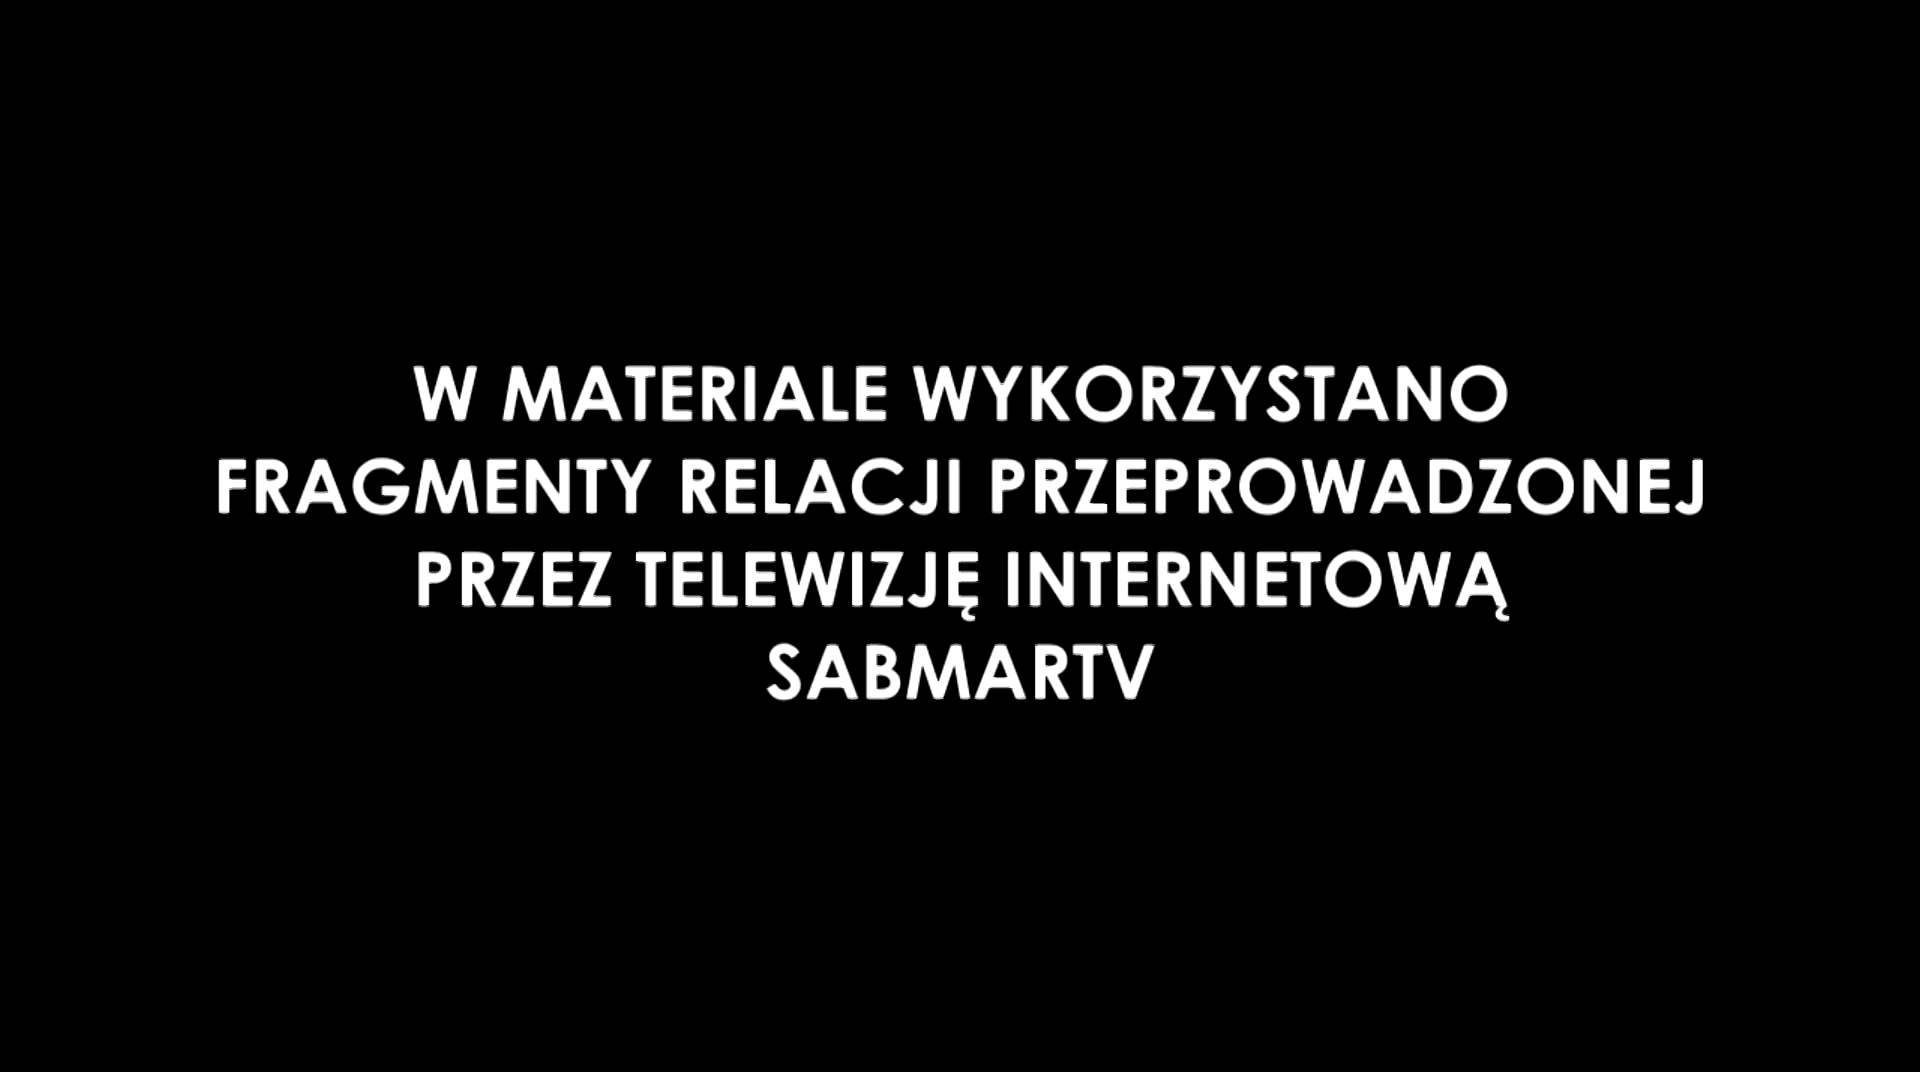 W MATERIALE WYKORZYSTANO
FRAGMENTY RELACJI PRZEPROWADZONEJ
PRZEZ TELEWIZJĘ INTERNETOWĄ
SABMARTV